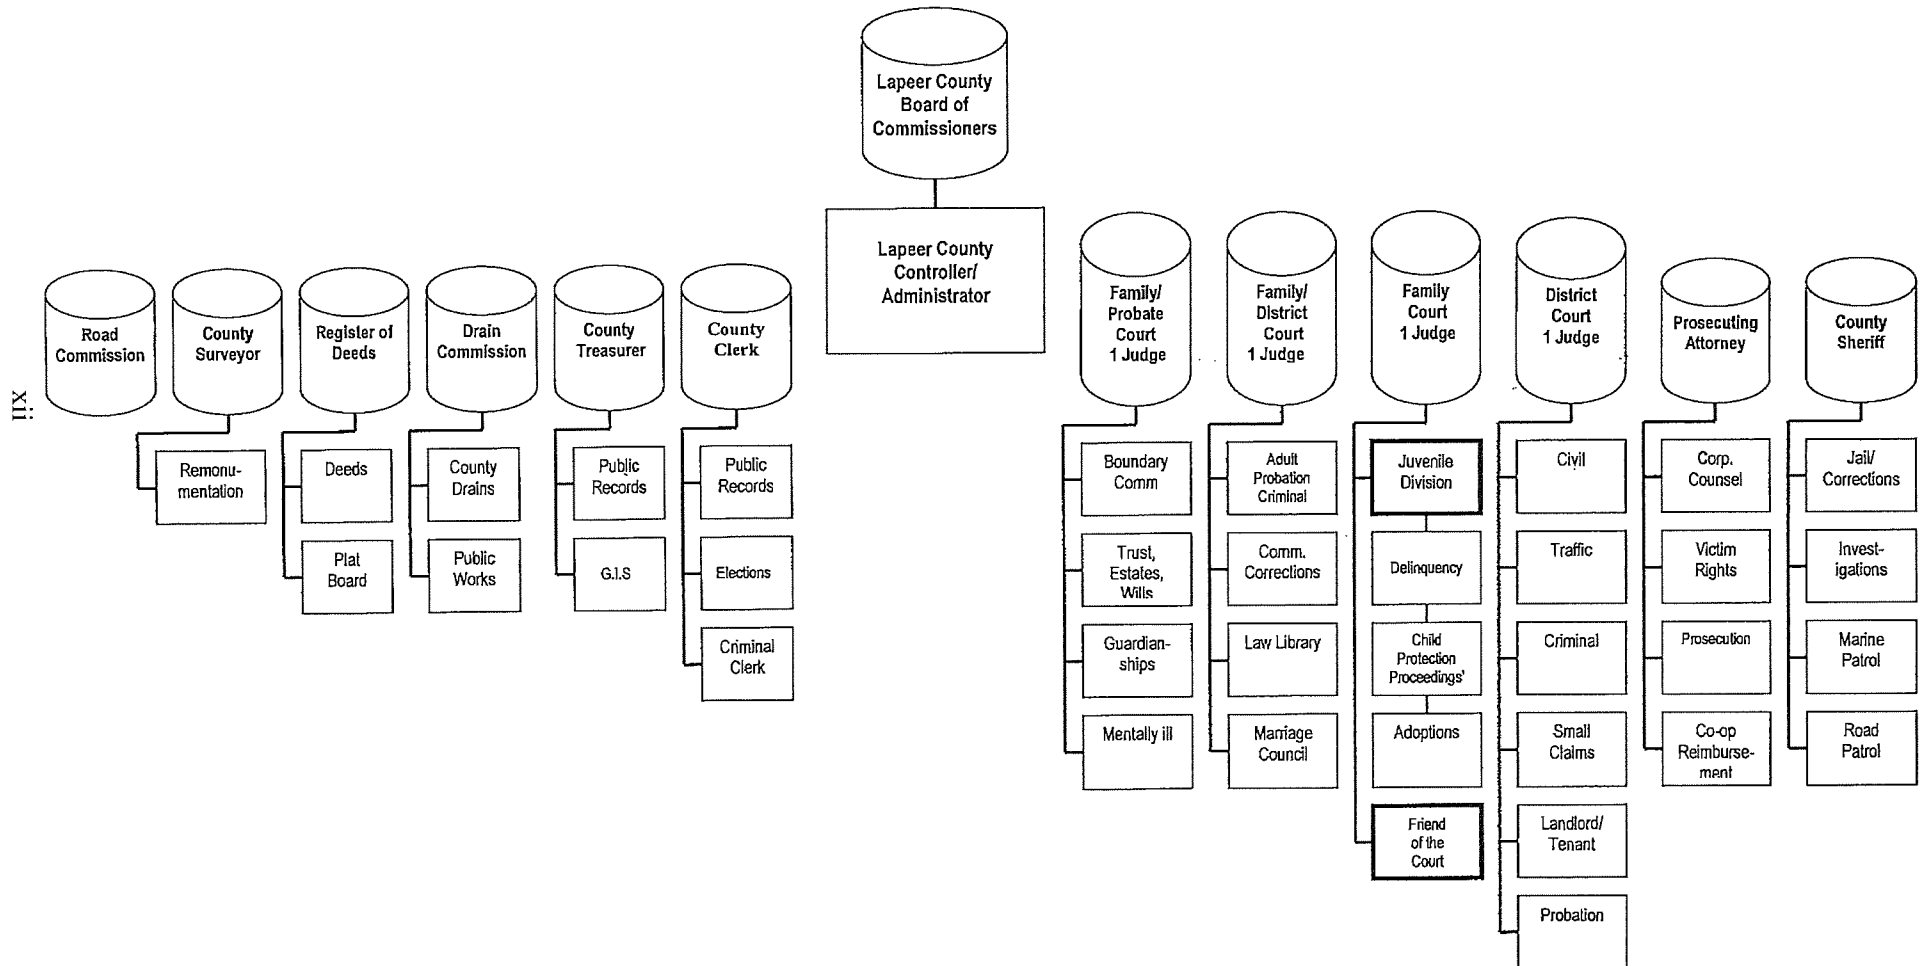 Lapeer County
Board of
Commissioners
Lapeer County
Controller/
Administrator
Road
Commission
County
Surveyor
Register of
Deeds
Drain
Commission
County
Treasurer
County
Clerk
Family/
Probate
Court
1 Judge
Family/
District
Court
1 Judge
Family
Court
1 Judge
District
Court
1 Judge
Prosecuting
Attorney
County
Sheriff
xii
Remonu-
mentation
Deeds
Plat
Board
County
Drains
Public
Works
Public
Records
G.I.S
Public
Records
Elections
Criminal
Clerk
Boundary
Comm
Trust,
Estates,
Wills
Guardian-
ships
Mentally ill
Adult
Probation
Criminal
Comm.
Corrections
Law Library
Marriage
Council
Juvenile
Division
Delinquency
Child
Protection
Proceedings'
Adoptions
Friend
of the
Court
Civil
Traffic
Criminal
Small
Claims
Landlord/
Tenant
Probation
Corp.
Counsel
Victim
Rights
Prosecution
Co-op
Reimburse-
ment
Jail/
Corrections
Invest-
igations
Marine
Patrol
Road
Patrol